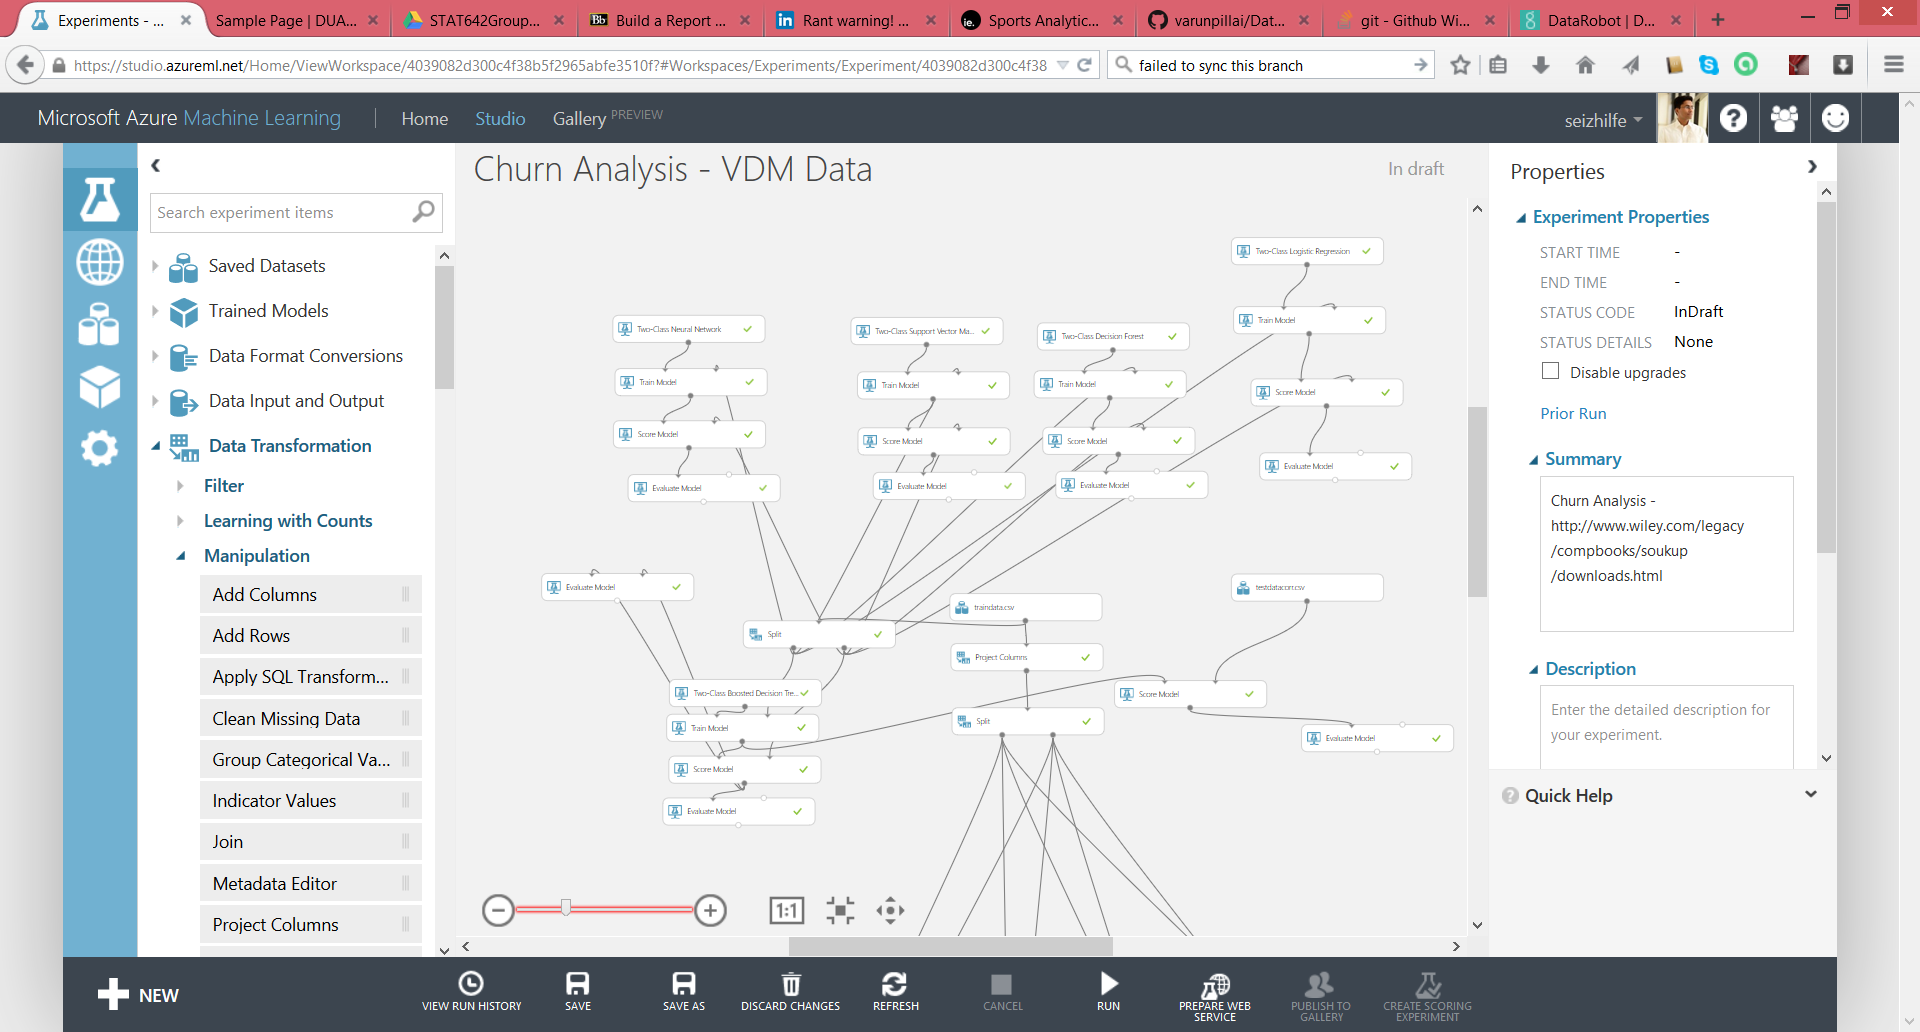 Experiments - ...
Sample Page | DUA...
STAT642Group...
Build a Report ...
Rant warning! ...
Sports Analytic...
varunpillai/Dat...
git - Github Wi...
DataRobot | D...
https://studio.azureml.net/Home/ViewWorkspace/4039082d300c4f38b5f2965abfe3510f?#Workspaces/Experiments/Experiment/4039082d300c4f38
failed to sync this branch
Microsoft Azure Machine Learning
Home
Studio
Gallery PREVIEW
seizhilfe
Search experiment items
Saved Datasets
Trained Models
Data Format Conversions
Data Input and Output
Data Transformation
Filter
Learning with Counts
Manipulation
Add Columns
Add Rows
Apply SQL Transform...
Clean Missing Data
Group Categorical Va...
Indicator Values
Join
Metadata Editor
Project Columns
Churn Analysis - VDM Data
In draft
Two-Class Logistic Regression
Train Model
Score Model
Evaluate Model
Two-Class Neural Network
Train Model
Score Model
Evaluate Model
Two-Class Support Vector Ma...
Train Model
Score Model
Evaluate Model
Two-Class Decision Forest
Train Model
Score Model
Evaluate Model
Evaluate Model
Split
traindata.csv
Project Columns
Split
testdatacorr.csv
Score Model
Evaluate Model
Two-Class Boosted Decision Tre...
Train Model
Score Model
Evaluate Model
1:1
Properties
Experiment Properties
START TIME -
END TIME -
STATUS CODE InDraft
STATUS DETAILS None
Disable upgrades
Prior Run
Summary
Churn Analysis -
http://www.wiley.com/legacy
/compbooks/soukup
/downloads.html
Description
Enter the detailed description for
your experiment.
Quick Help
NEW
VIEW RUN HISTORY
SAVE
SAVE AS
DISCARD CHANGES
REFRESH
CANCEL
RUN
PREPARE WEB
SERVICE
PUBLISH TO
GALLERY
CREATE SCORING
EXPERIMENT